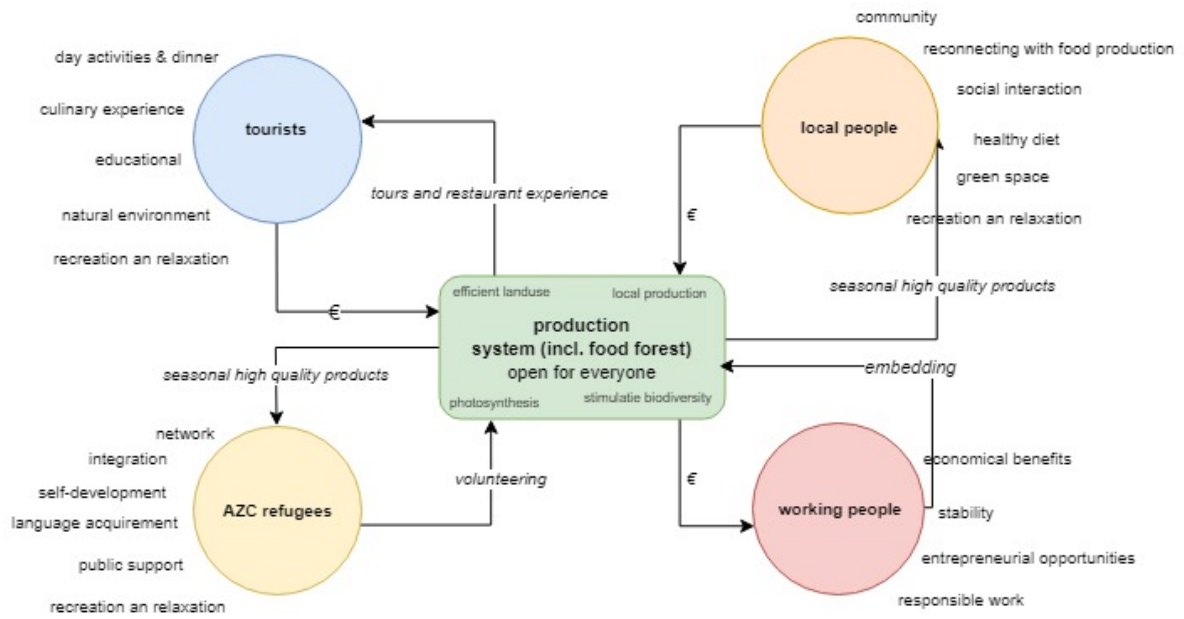 day activities & dinner
culinary experience
educational
natural environment
recreation an relaxation
tourists
tours and restaurant experience
€
community
reconnecting with food production
social interaction
healthy diet
green space
recreation an relaxation
local people
€
seasonal high quality products
efficient landuse
local production
production
system (incl. food forest)
open for everyone
photosynthesis
stimulatie biodiversity
seasonal high quality products
network
integration
self-development
language acquirement
public support
recreation an relaxation
AZC refugees
volunteering
€
embedding
working people
economical benefits
stability
entrepreneurial opportunities
responsible work